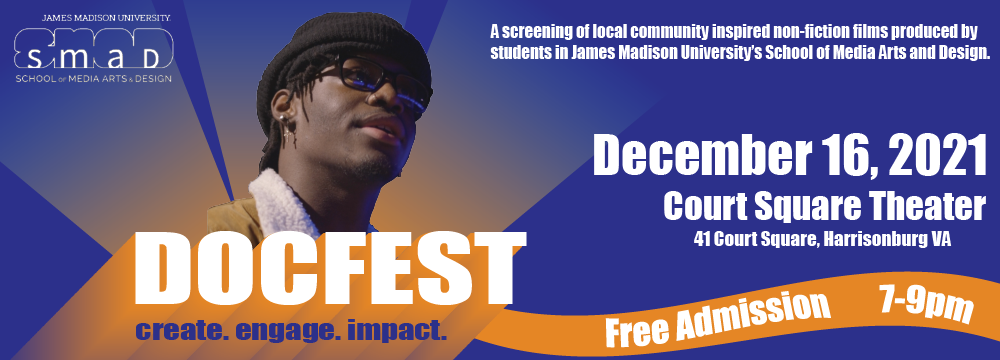 JAMES MADISON UNIVERSITY.
SMAD
smaD
SCHOOL OF MEDIA ARTS & DESIGN
A screening of local community inspired non-fiction films produced by
students in James Madison University's School of Media Arts and Design.
December 16, 2021
Court Square Theater
41 Court Square, Harrisonburg VA
DOCFEST
create. engage. impact.
Free Admission 7-9pm